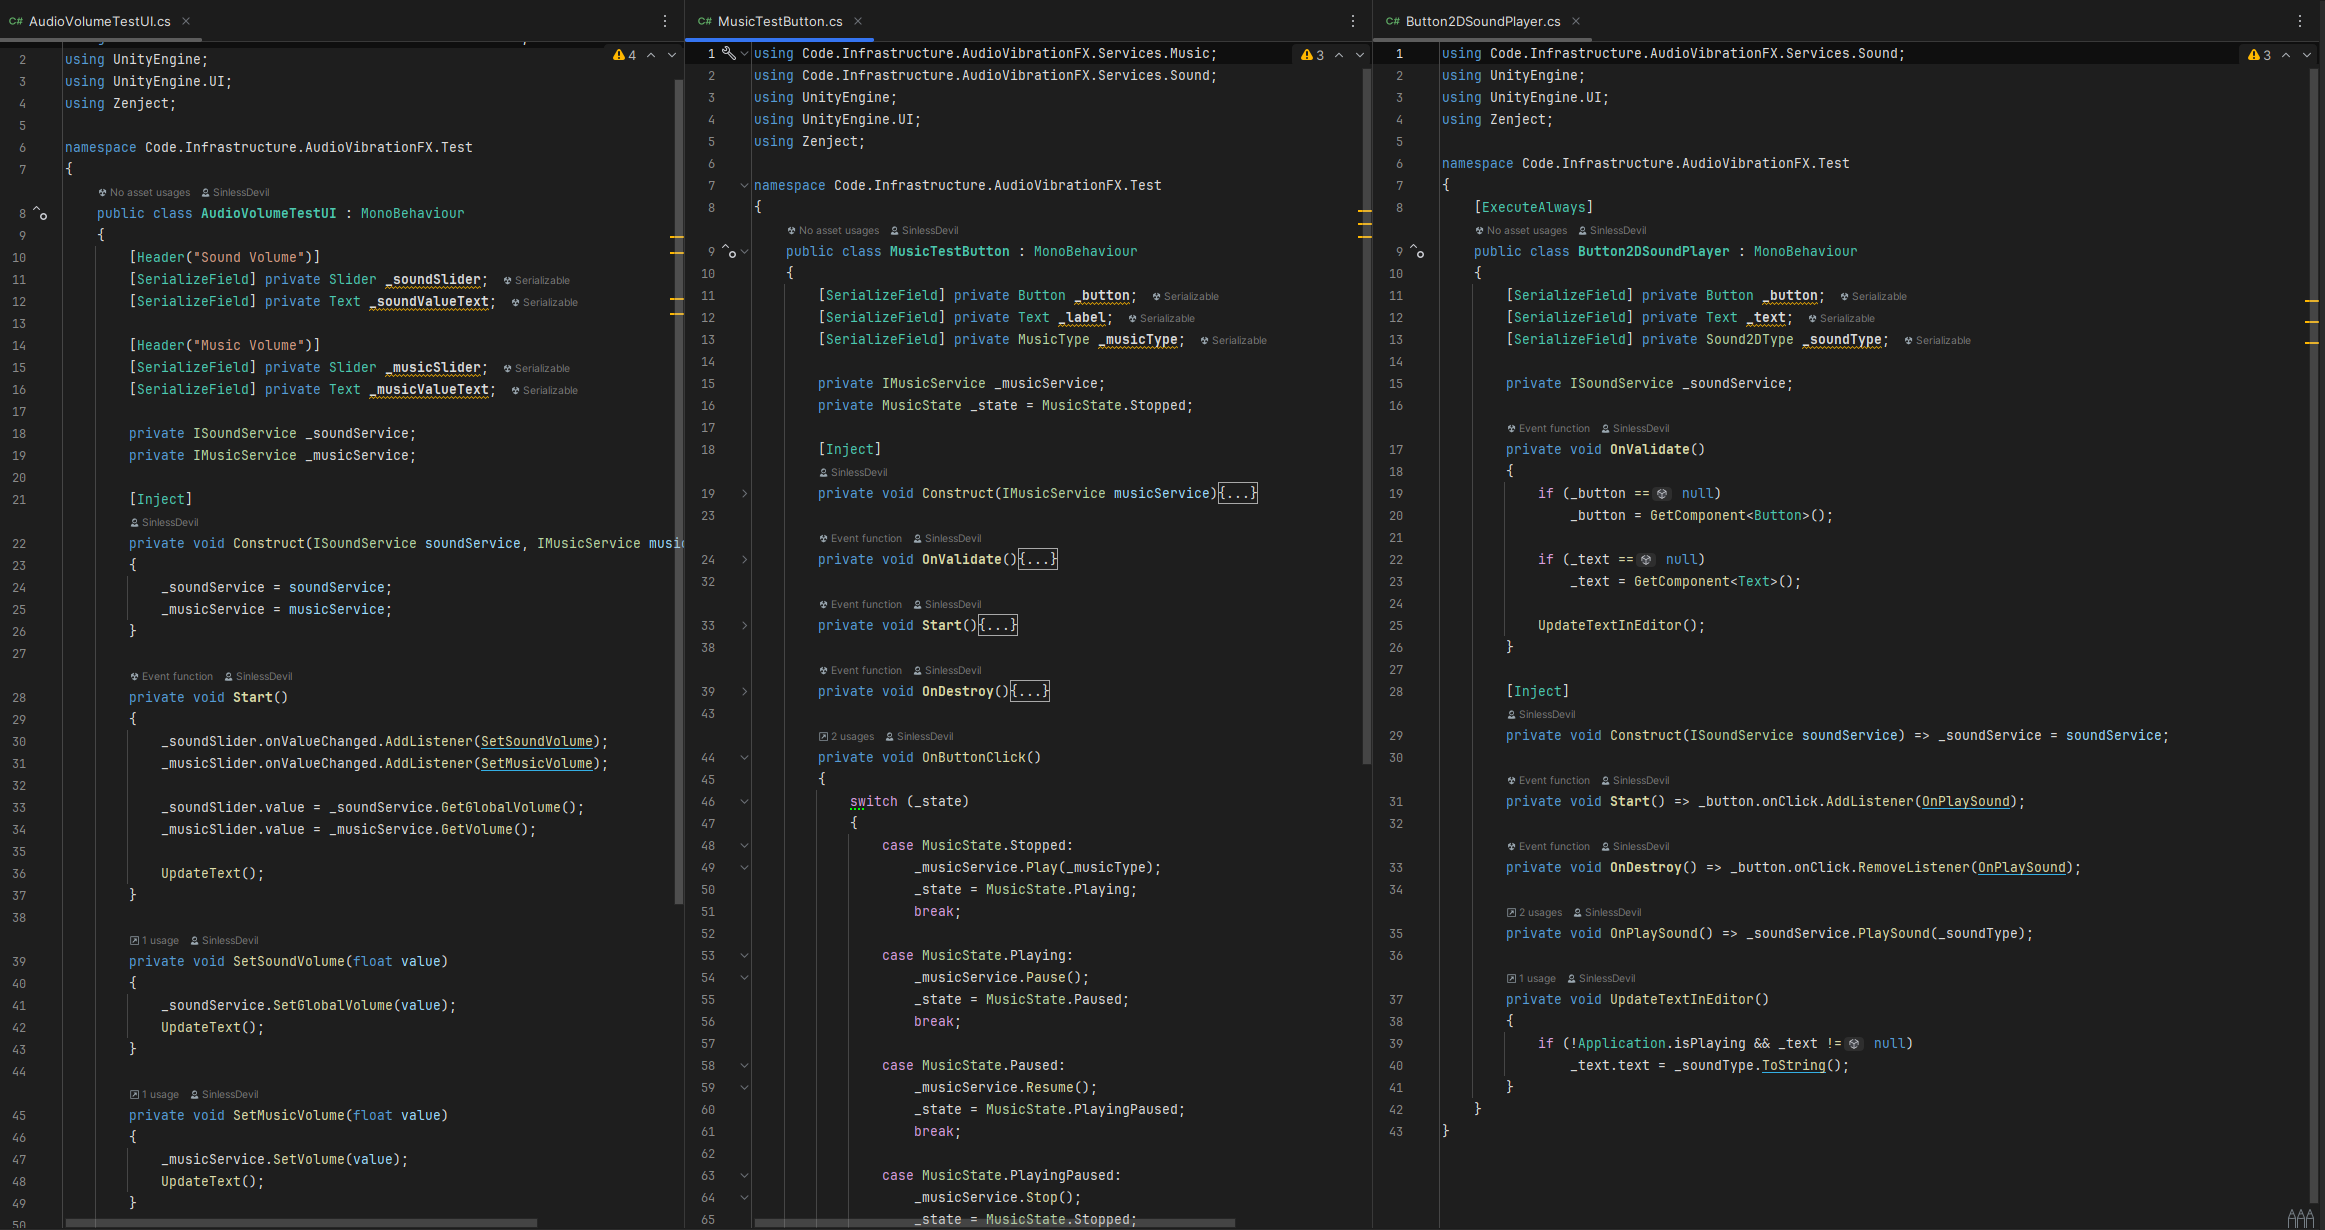 C# AudioVolumeTestUI.cs
4
2 using UnityEngine;
3 using UnityEngine.UI;
4 using Zenject;
5
6 namespace Code.Infrastructure.AudioVibrationFX.Test
7 {
No asset usages SinlessDevil
8 public class AudioVolumeTestUI : MonoBehaviour
9 {
10 [Header("Sound Volume")]
11 [SerializeField] private Slider _soundSlider; Serializable
12 [SerializeField] private Text _soundValueText; Serializable
13
14 [Header("Music Volume")]
15 [SerializeField] private Slider _musicSlider; Serializable
16 [SerializeField] private Text _musicValueText; Serializable
17
18 private ISoundService _soundService;
19 private IMusicService _musicService;
20
21 [Inject]
SinlessDevil
22 private void Construct(ISoundService soundService, IMusicService musi
23 {
24 _soundService = soundService;
25 _musicService = musicService;
26 }
27
Event function SinlessDevil
28 private void Start()
29 {
30 _soundSlider.onValueChanged.AddListener(SetSoundVolume);
31 _musicSlider.onValueChanged.AddListener(SetMusicVolume);
32
33 _soundSlider.value = _soundService.GetGlobalVolume();
34 _musicSlider.value = _musicService.GetVolume();
35
36 UpdateText();
37 }
38
1 usage SinlessDevil
39 private void SetSoundVolume(float value)
40 {
41 _soundService.SetGlobalVolume(value);
42 UpdateText();
43 }
44
1 usage SinlessDevil
45 private void SetMusicVolume(float value)
46 {
47 _musicService.SetVolume(value);
48 UpdateText();
49 }
50
C# MusicTestButton.cs
3
1 using Code.Infrastructure.AudioVibrationFX.Services.Music;
2 using Code.Infrastructure.AudioVibrationFX.Services.Sound;
3 using UnityEngine;
4 using UnityEngine.UI;
5 using Zenject;
6
7 namespace Code.Infrastructure.AudioVibrationFX.Test
8 {
No asset usages SinlessDevil
9 public class MusicTestButton : MonoBehaviour
10 {
11 [SerializeField] private Button _button; Serializable
12 [SerializeField] private Text _label; Serializable
13 [SerializeField] private MusicType _musicType; Serializable
14
15 private IMusicService _musicService;
16 private MusicState _state = MusicState.Stopped;
17
18 [Inject]
SinlessDevil
19 private void Construct(IMusicService musicService){...}
23
Event function SinlessDevil
24 private void OnValidate(){...}
32
Event function SinlessDevil
33 private void Start(){...}
38
Event function SinlessDevil
39 private void OnDestroy(){...}
43
2 usages SinlessDevil
44 private void OnButtonClick()
45 {
46 switch (_state)
47 {
48 case MusicState.Stopped:
49 _musicService.Play(_musicType);
50 _state = MusicState.Playing;
51 break;
52
53 case MusicState.Playing:
54 _musicService.Pause();
55 _state = MusicState.Paused;
56 break;
57
58 case MusicState.Paused:
59 _musicService.Resume();
60 _state = MusicState.PlayingPaused;
61 break;
62
63 case MusicState.PlayingPaused:
64 _musicService.Stop();
65 _state = MusicState.Stopped;
C# Button2DSoundPlayer.cs
3
1 using Code.Infrastructure.AudioVibrationFX.Services.Sound;
2 using UnityEngine;
3 using UnityEngine.UI;
4 using Zenject;
5
6 namespace Code.Infrastructure.AudioVibrationFX.Test
7 {
8 [ExecuteAlways]
No asset usages SinlessDevil
9 public class Button2DSoundPlayer : MonoBehaviour
10 {
11 [SerializeField] private Button _button; Serializable
12 [SerializeField] private Text _text; Serializable
13 [SerializeField] private Sound2DType _soundType; Serializable
14
15 private ISoundService _soundService;
16
Event function SinlessDevil
17 private void OnValidate()
18 {
19 if (_button == null)
20 _button = GetComponent<Button>();
21
22 if (_text == null)
23 _text = GetComponent<Text>();
24
25 UpdateTextInEditor();
26 }
27
28 [Inject]
SinlessDevil
29 private void Construct(ISoundService soundService) => _soundService = soundService;
30
Event function SinlessDevil
31 private void Start() => _button.onClick.AddListener(OnPlaySound);
32
Event function SinlessDevil
33 private void OnDestroy() => _button.onClick.RemoveListener(OnPlaySound);
34
2 usages SinlessDevil
35 private void OnPlaySound() => _soundService.PlaySound(_soundType);
36
1 usage SinlessDevil
37 private void UpdateTextInEditor()
38 {
39 if (!Application.isPlaying && _text != null)
40 _text.text = _soundType.ToString();
41 }
42 }
43 }